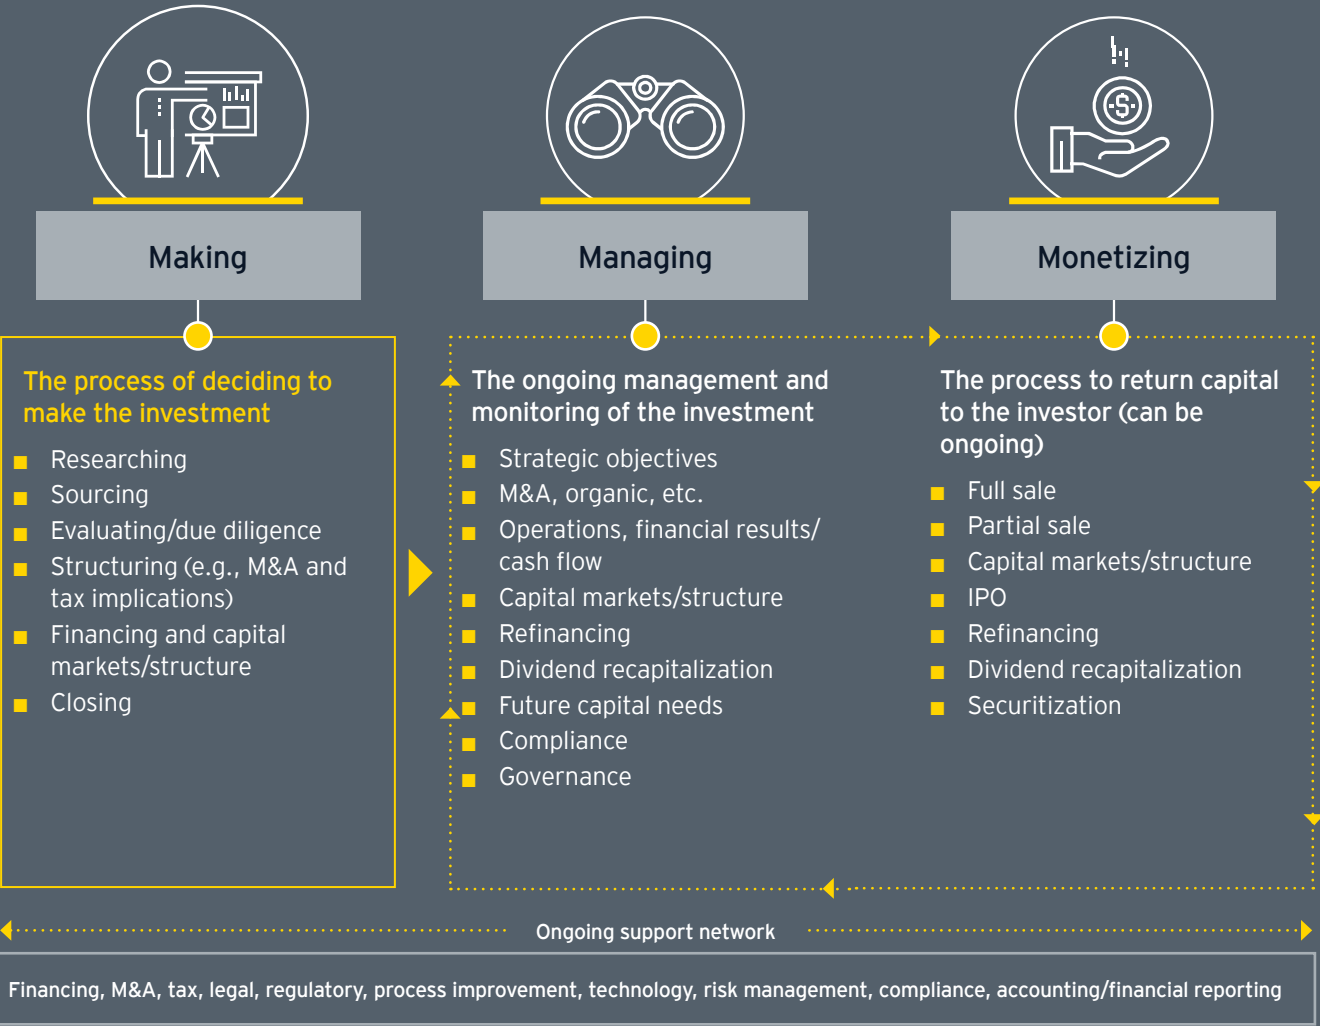 Making
The process of deciding to
make the investment
Researching
Sourcing
Evaluating/due diligence
Structuring (e.g., M&A and
tax implications)
Financing and capital
markets/structure
Closing
Managing
The ongoing management and
monitoring of the investment
Strategic objectives
M&A, organic, etc.
Operations, financial results/
cash flow
Capital markets/structure
Refinancing
Dividend recapitalization
Future capital needs
Compliance
Governance
$
Monetizing
The process to return capital
to the investor (can be
ongoing)
Full sale
Partial sale
Capital markets/structure
IPO
Refinancing
Dividend recapitalization
Securitization
Ongoing support network
Financing, M&A, tax, legal, regulatory, process improvement, technology, risk management, compliance, accounting/financial reporting